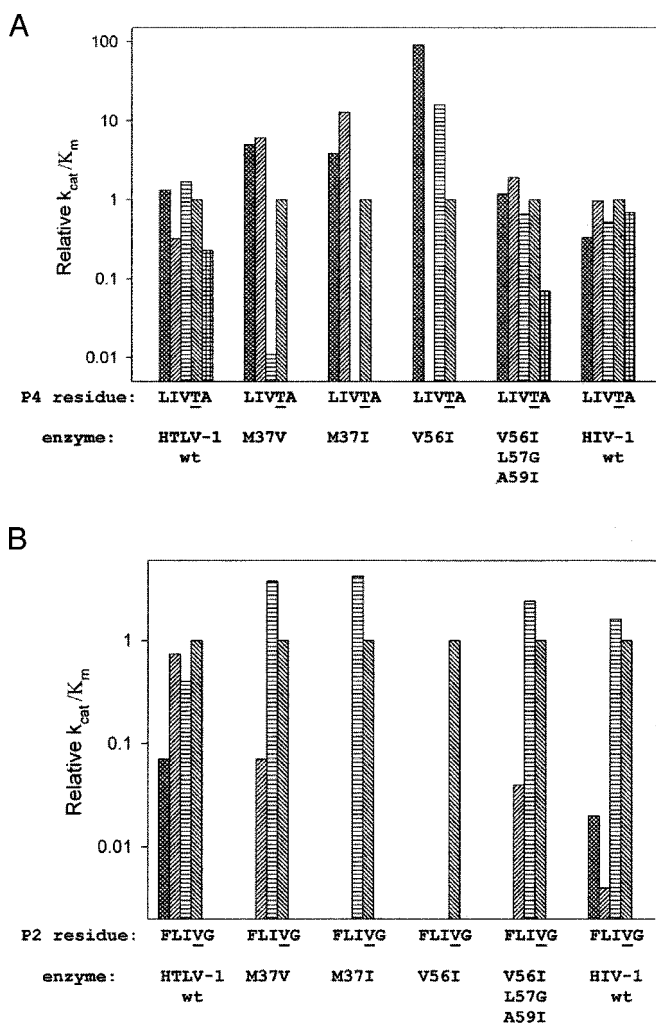 A
Relative kcat/Km
100
10
1
0.1
0.01
P4 residue: LIVTA LIVTA LIVTA LIVTA LIVTA LIVTA
enzyme: HTLV-1 M37V M37I V56I V56I HIV-1
wt L57G wt
A59I
B
Relative kcat/Km
1
0.1
0.01
P2 residue: FLIVG FLIVG FLIVG FLIVG FLIVG FLIVG
enzyme: HTLV-1 M37V M37I V56I V56I HIV-1
wt L57G wt
A59I